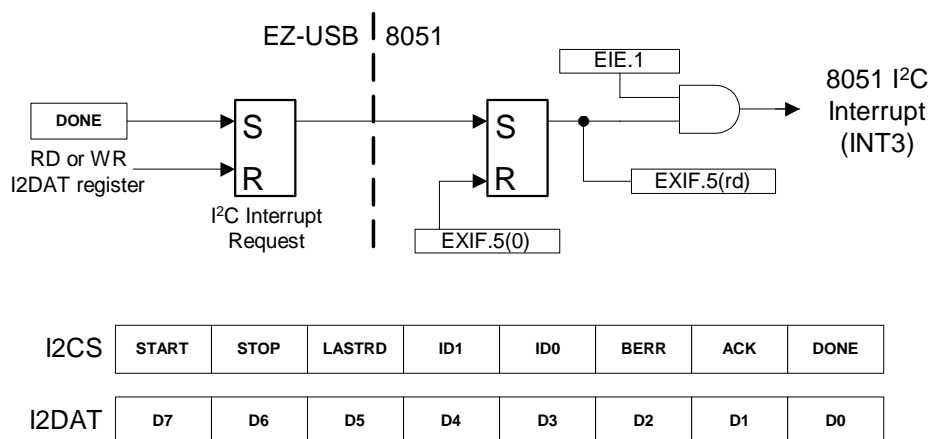 EZ-USB 8051
EIE.1
8051 I²C
Interrupt
(INT3)
DONE
S
R
S
R
RD or WR
I2DAT register
I²C Interrupt
Request
EXIF.5(rd)
EXIF.5(0)
I2CS START STOP LASTRD ID1 ID0 BERR ACK DONE
I2DAT D7 D6 D5 D4 D3 D2 D1 D0